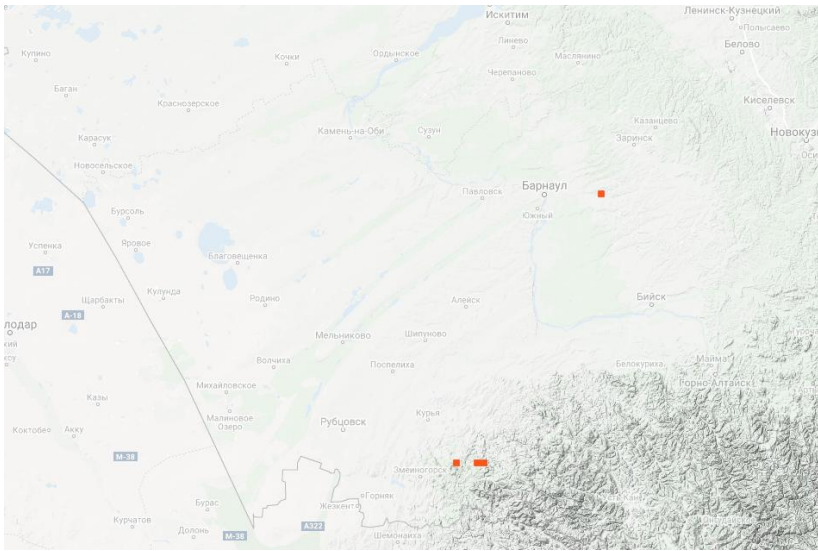 Искитим
Ленинск-Кузнецкий
Полысаево
Линево
Белово
Купино
Кочки
Ордынское
Маслянино
Черепаново
Баган
Краснозерское
Киселевск
Казанцево
Карасук
Камень-на-Оби
Сузун
Заринск
Новокуз
Новосельское
Оси
Барнаул
Павловск
Южный
Бурсоль
Успенка
Яровое
Благовещенка
A17
Кулунда
Щарбакты
Родино
Алейск
Бийск
А-18
лодар
кий
Мельниково
Шипуново
Волчиха
Поспелиха
Белокуриха
Майма
Горно-Алтайск
Михайловское
Казы
Малиновое
Озеро
Рубцовск
Курья
Коктобе
Акку
М-38
Змеиногорск
Бурас
Горняк
Жезкент
Курчатов
Долонь
М-38
A322
Шемонаиха